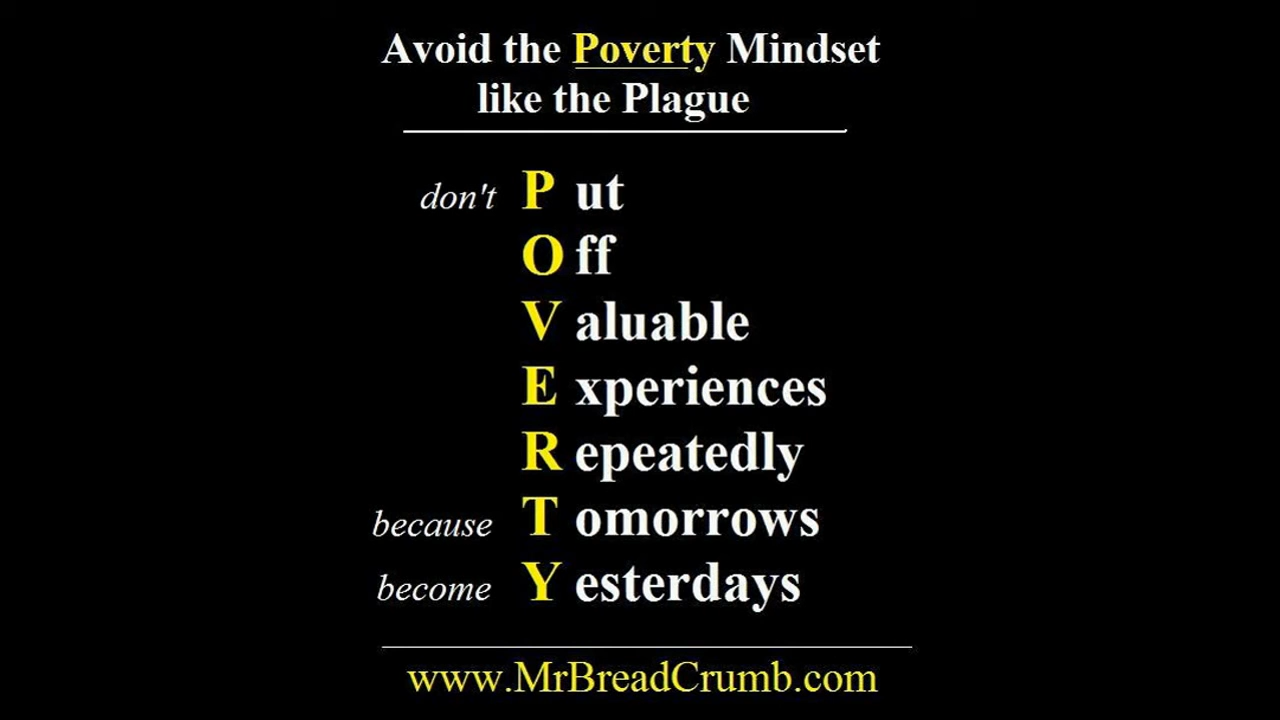 Avoid the Poverty Mindset
like the Plague
don't P ut
O ff
V aluable
E xperiences
R epeatedly
because T omorrows
become Y esterdays
www.MrBreadCrumb.com